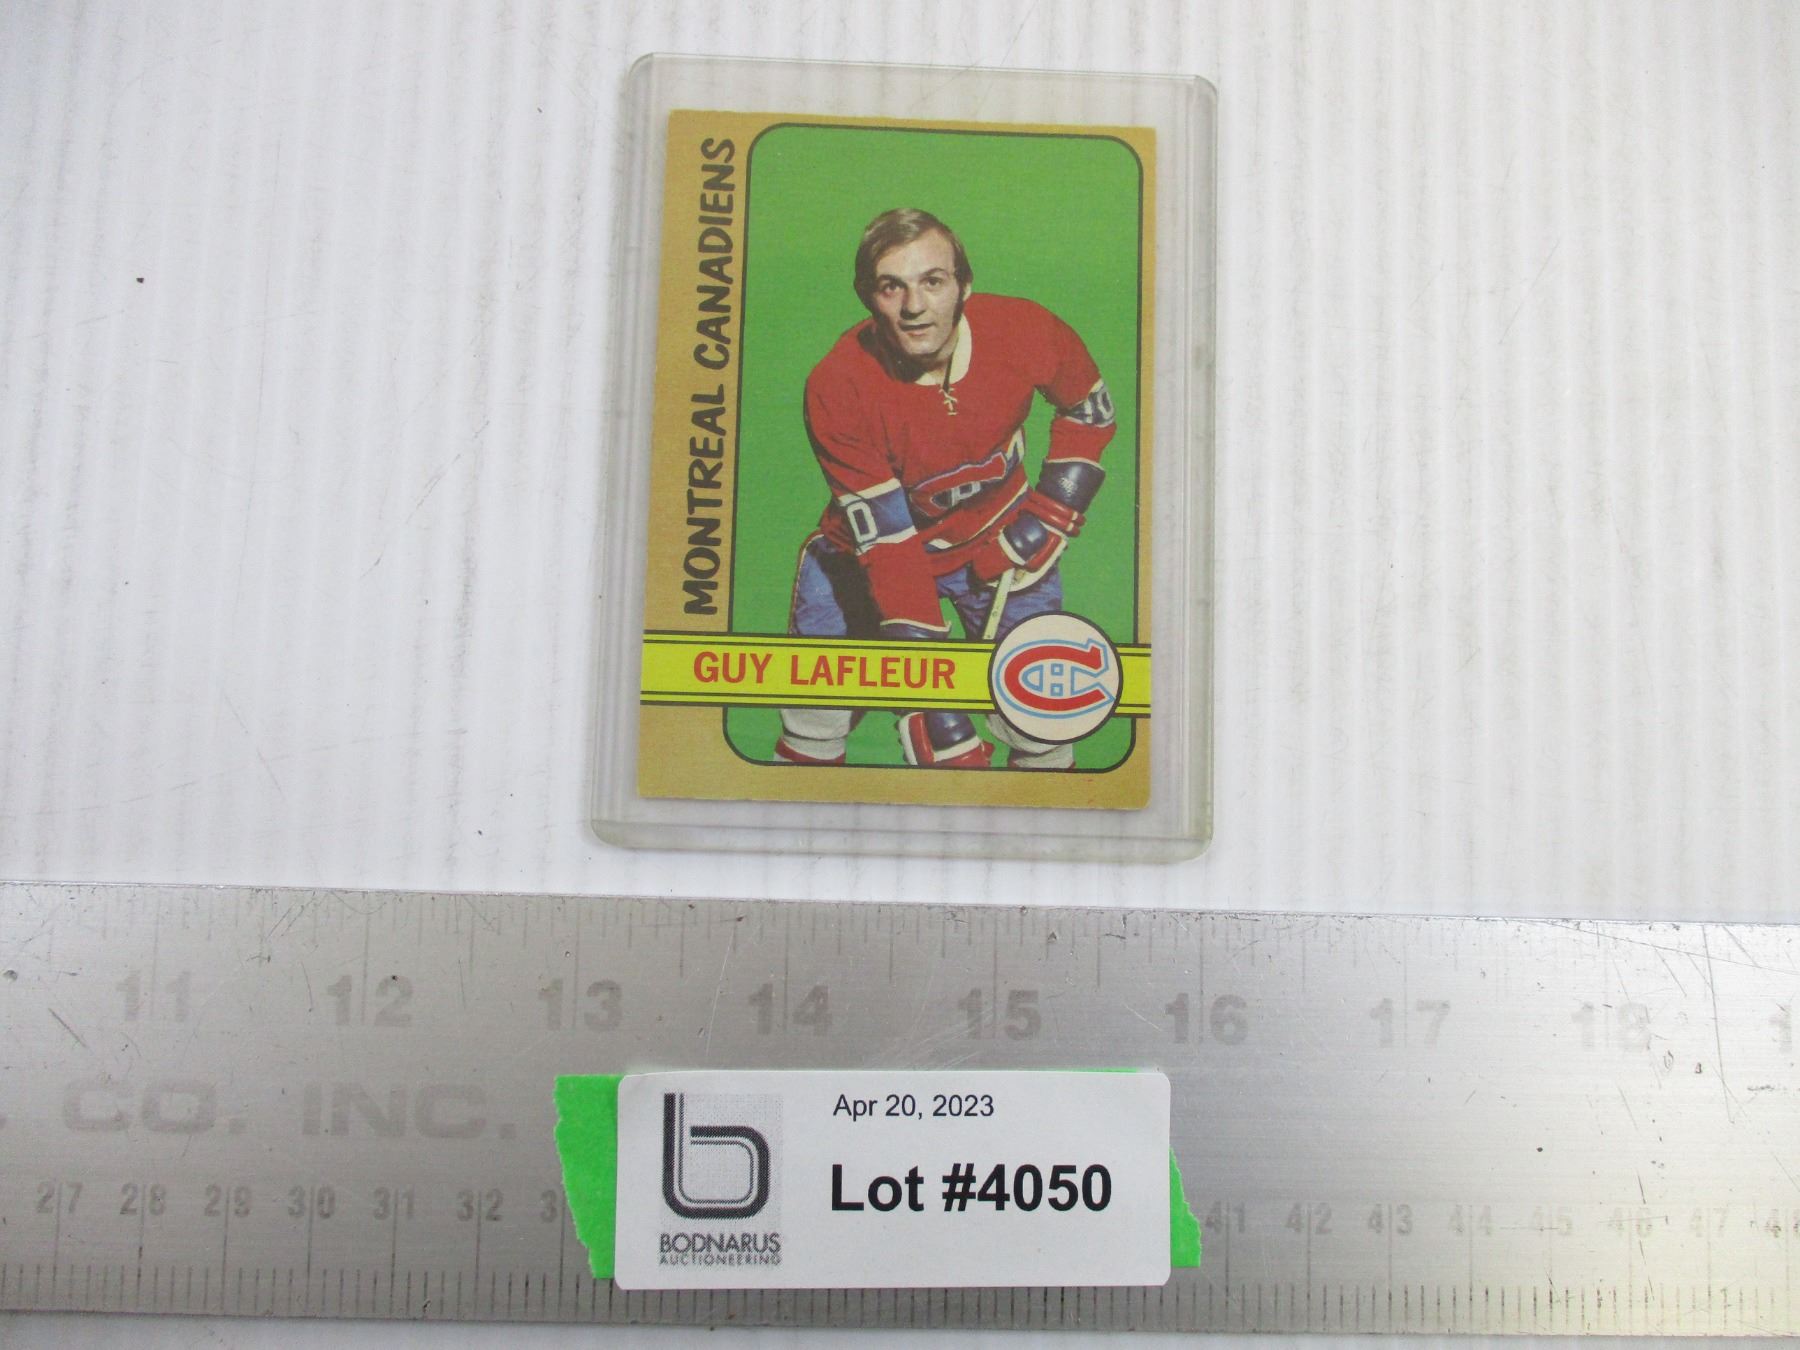 MONTREAL CANADIENS
GUY LAFLEUR
11 12 13 14 15 16 17 18
CO. INC.
27 28 29 30 31 32 41 42 43 44 45 46 47
Apr 20, 2023
Lot #4050
BODNARUS
AUCTIONEERING